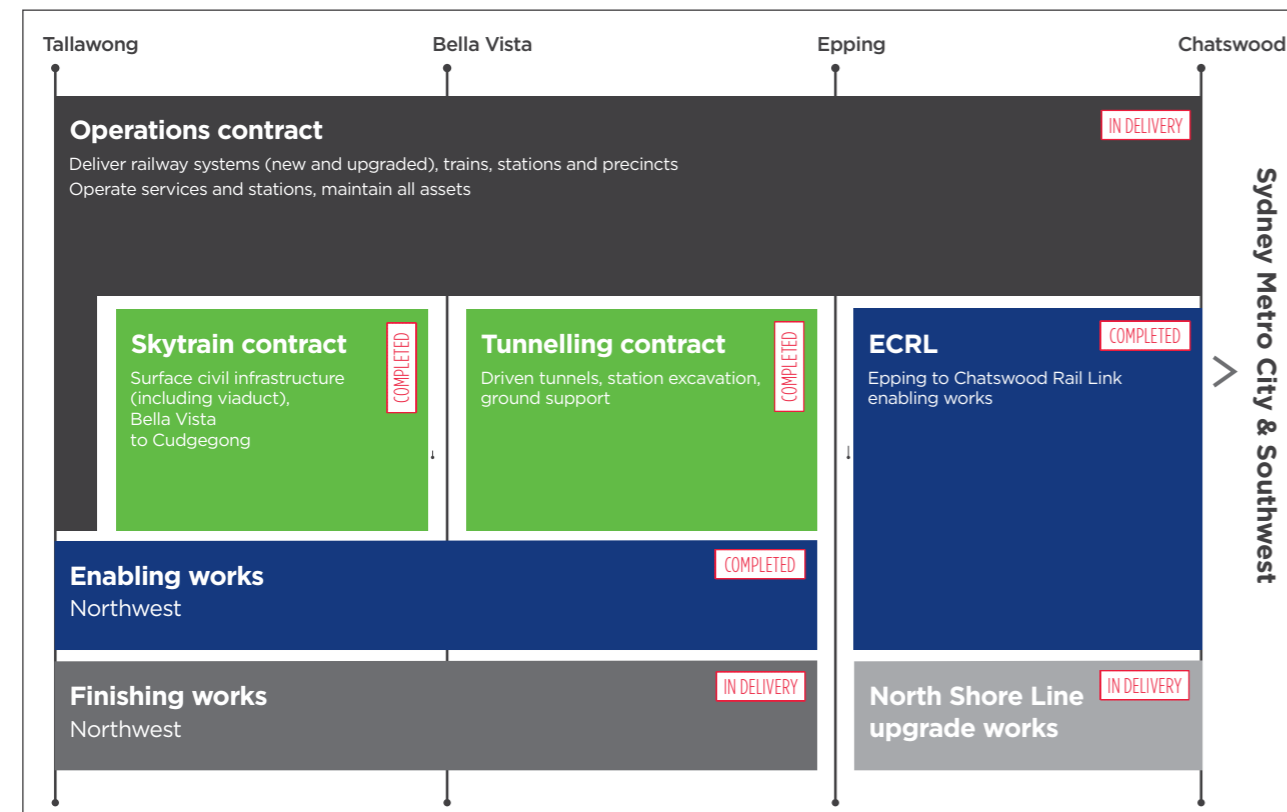 Tallawong
Bella Vista
Epping
Chatswood
Operations contract
IN DELIVERY
Deliver railway systems (new and upgraded), trains, stations and precincts
Operate services and stations, maintain all assets
Skytrain contract
COMPLETED
Surface civil infrastructure
(including viaduct),
Bella Vista
to Cudgegong
Tunnelling contract
COMPLETED
Driven tunnels, station excavation,
ground support
ECRL
COMPLETED
Epping to Chatswood Rail Link
enabling works
Sydney Metro City & Southwest
Enabling works
COMPLETED
Northwest
Finishing works
IN DELIVERY
Northwest
North Shore Line
upgrade works
IN DELIVERY